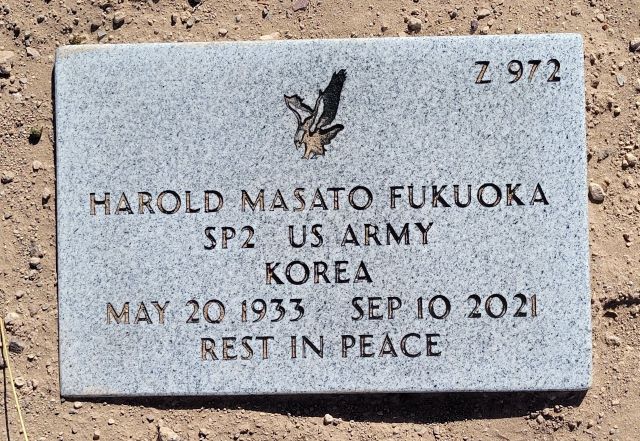 Z 972
HAROLD MASATO FUKUOKA
SP2 US ARMY
KOREA
MAY 20 1933 SEP 10 2021
REST IN PEACE